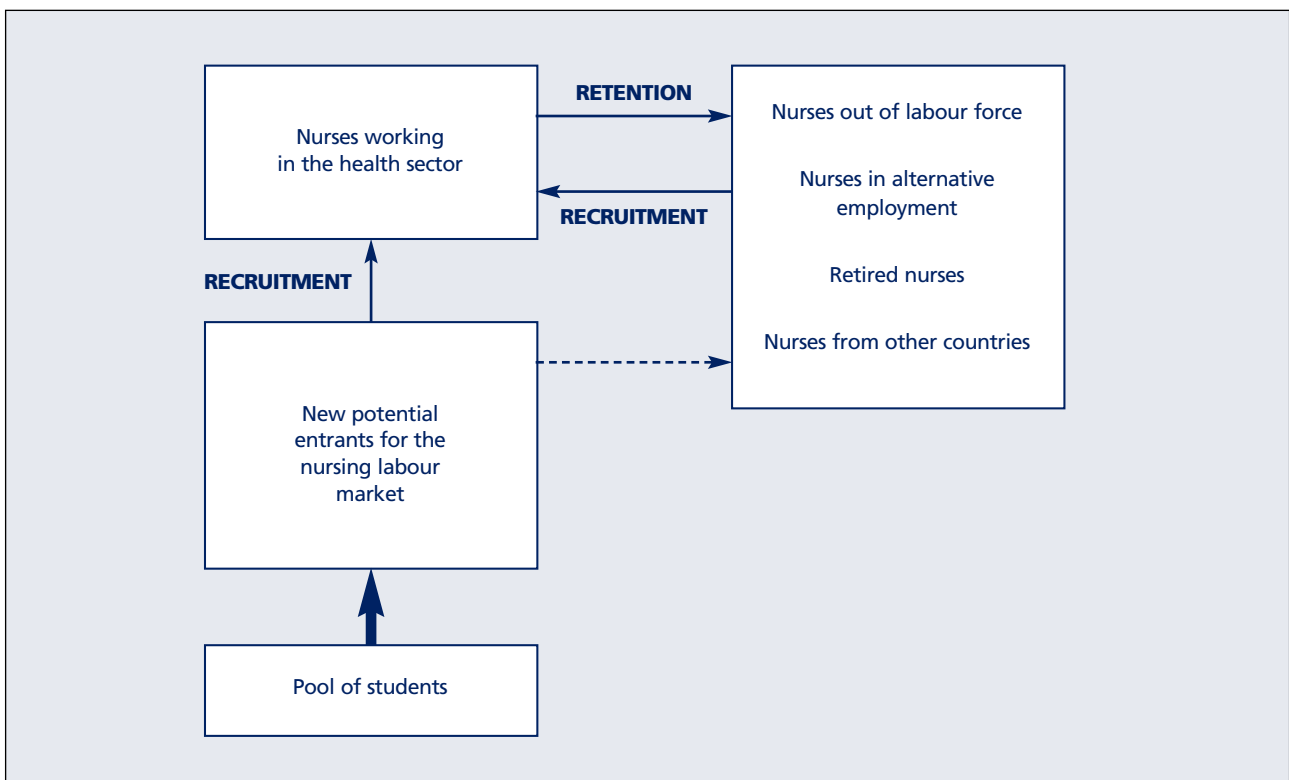 Nurses working
in the health sector
RETENTION
RECRUITMENT
Nurses out of labour force
Nurses in alternative
employment
Retired nurses
Nurses from other countries
RECRUITMENT
New potential
entrants for the
nursing labour
market
Pool of students